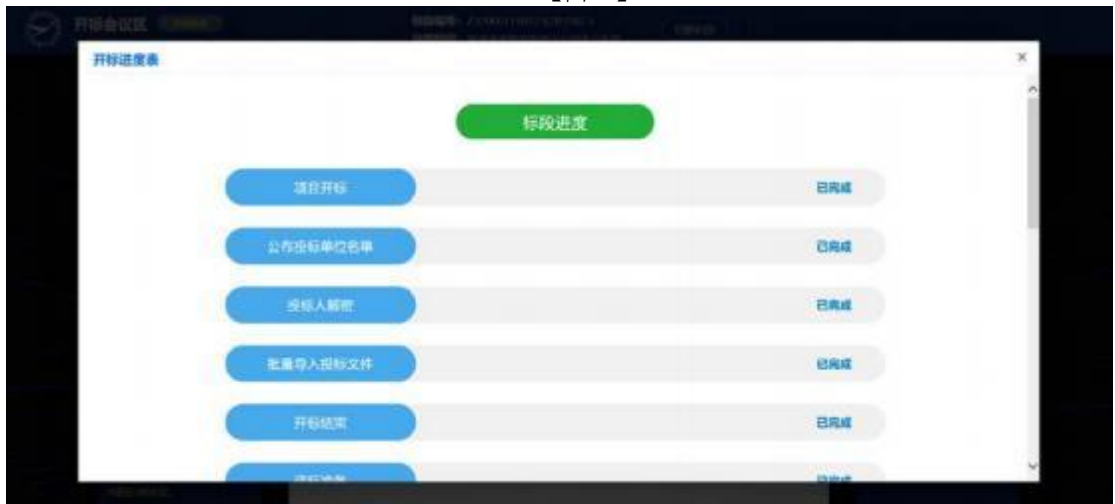 开标会议区
开标进度表
×
标段进度
项目开标 已完成
公布投标单位名单 已完成
投标人解密 已完成
批量导入投标文件 已完成
开标结束 已完成